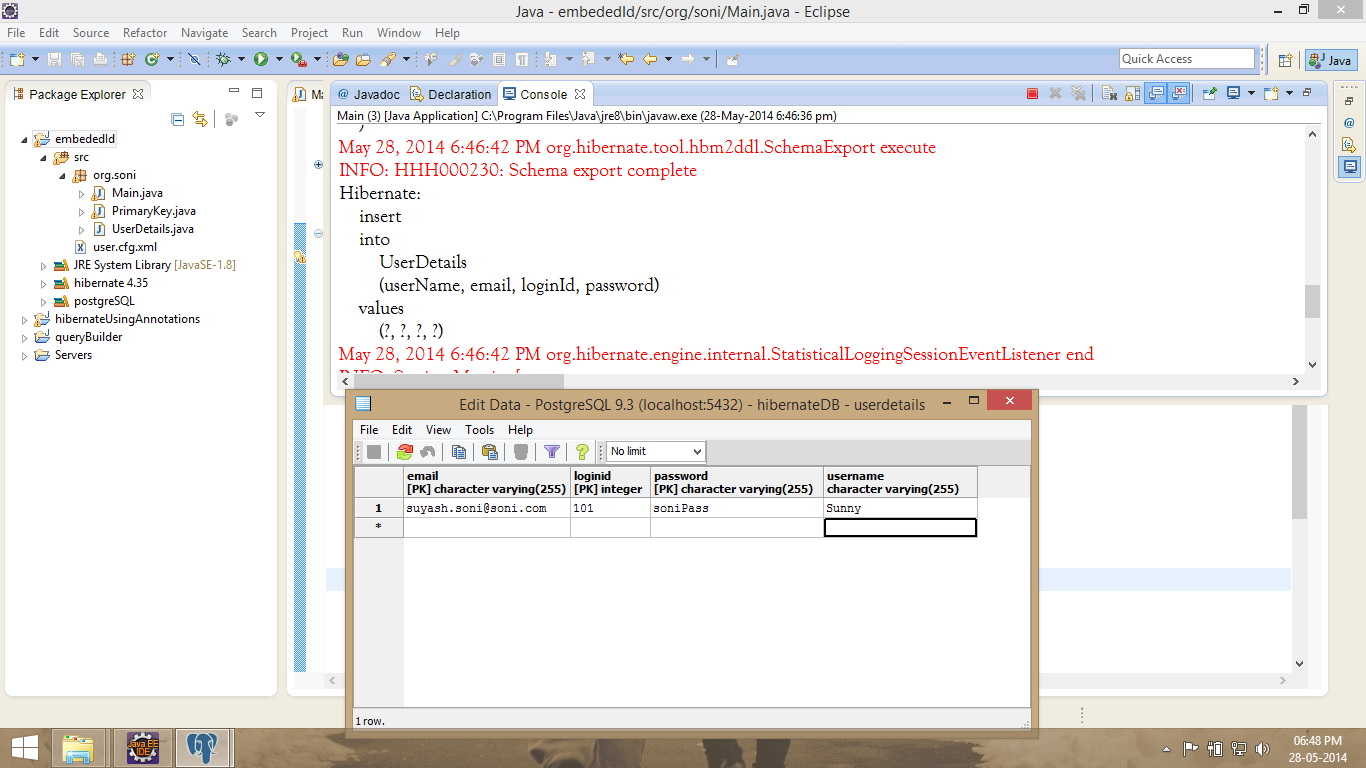 Java - embededId/src/org/soni/Main.java - Eclipse
File Edit Source Refactor Navigate Search Project Run Window Help
Quick Access
Java
Package Explorer
embededId
src
org.soni
Main.java
PrimaryKey.java
UserDetails.java
user.cfg.xml
JRE System Library [JavaSE-1.8]
hibernate 4.35
postgreSQL
hibernateUsingAnnotations
queryBuilder
Servers
Ma
@ Javadoc Declaration Console
Main (3) [Java Application] C:\Program Files\Java\jre8\bin\javaw.exe (28-May-2014 6:46:36 pm)
May 28, 2014 6:46:42 PM org.hibernate.tool.hbm2ddl.SchemaExport execute
INFO: HHH000230: Schema export complete
Hibernate:
insert
into
UserDetails
(userName, email, loginId, password)
values
(?, ?, ?, ?)
May 28, 2014 6:46:42 PM org.hibernate.engine.internal.StatisticalLoggingSessionEventListener end
Edit Data - PostgreSQL 9.3 (localhost:5432) - hibernateDB - userdetails
File Edit View Tools Help
No limit
email loginid password username
[PK] character varying(255) [PK] integer [PK] character varying(255) character varying(255)
1 suyash.soni@soni.com 101 soniPass Sunny
*
1 row.
Java EE
IDE
06:48 PM
28-05-2014